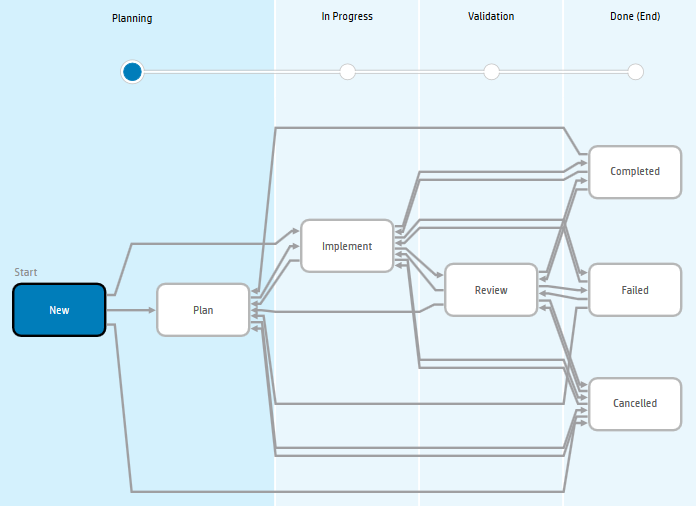 Planning
In Progress
Validation
Done (End)
Completed
Implement
Start
New
Plan
Review
Failed
Cancelled